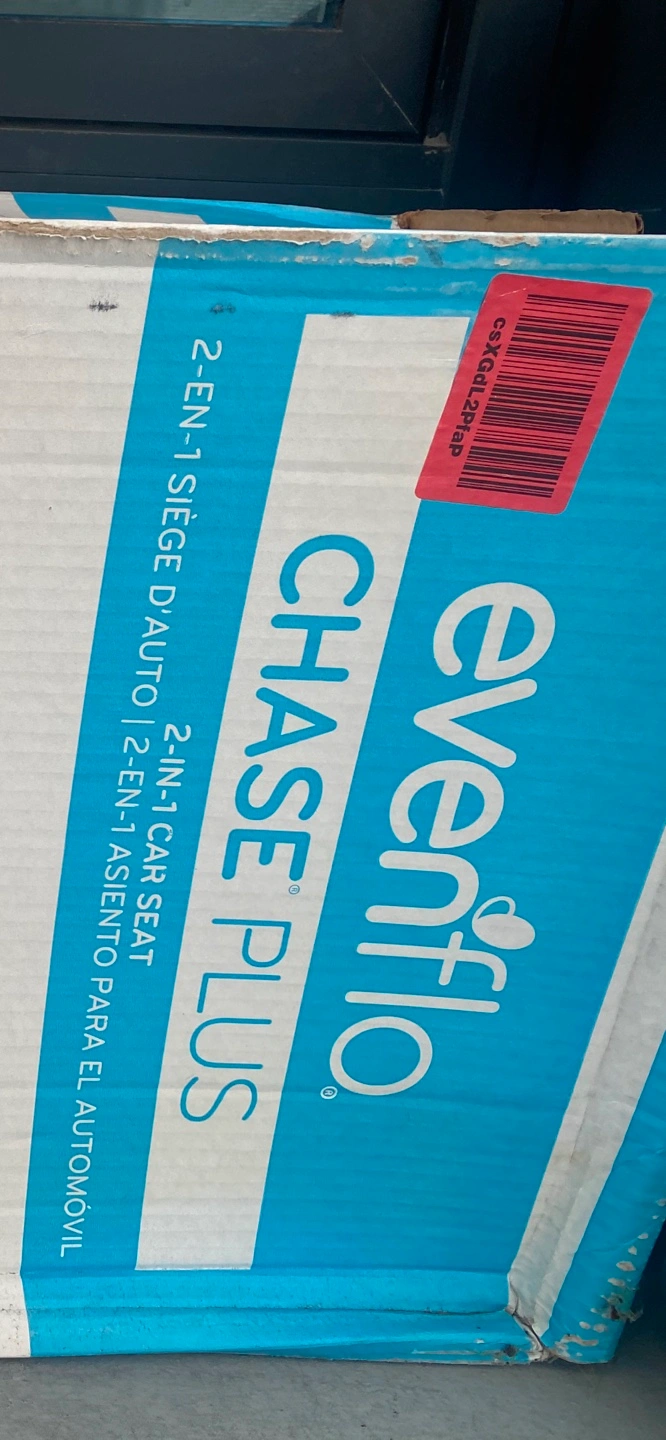 csXGdL2PfaP
evenflo®
CHASE® PLUS
2-IN-1 CAR SEAT
2-EN-1 SIÈGE D'AUTO | 2-EN-1 ASIENTO PARA EL AUTOMÓVIL